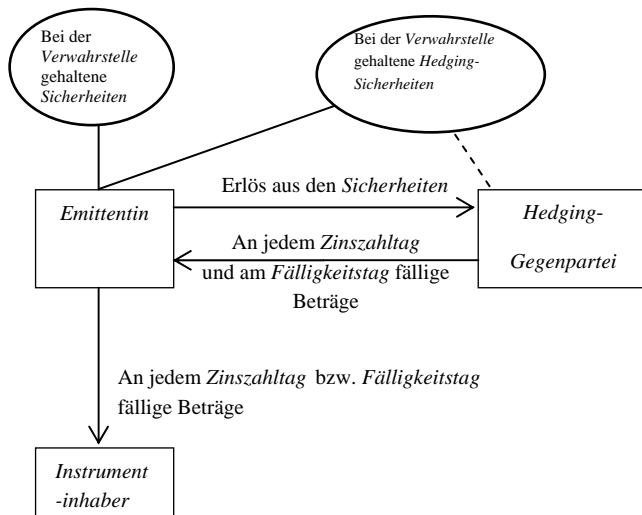 Bei der
Verwahrstelle
gehaltene
Sicherheiten
Bei der Verwahrstelle
gehaltene Hedging-
Sicherheiten
Erlös aus den Sicherheiten
Emittentin
Hedging-
Gegenpartei
An jedem Zinszahltag
und am Fälligkeitstag fällige
Beträge
An jedem Zinszahltag bzw. Fälligkeitstag
fällige Beträge
Instrument
-inhaber